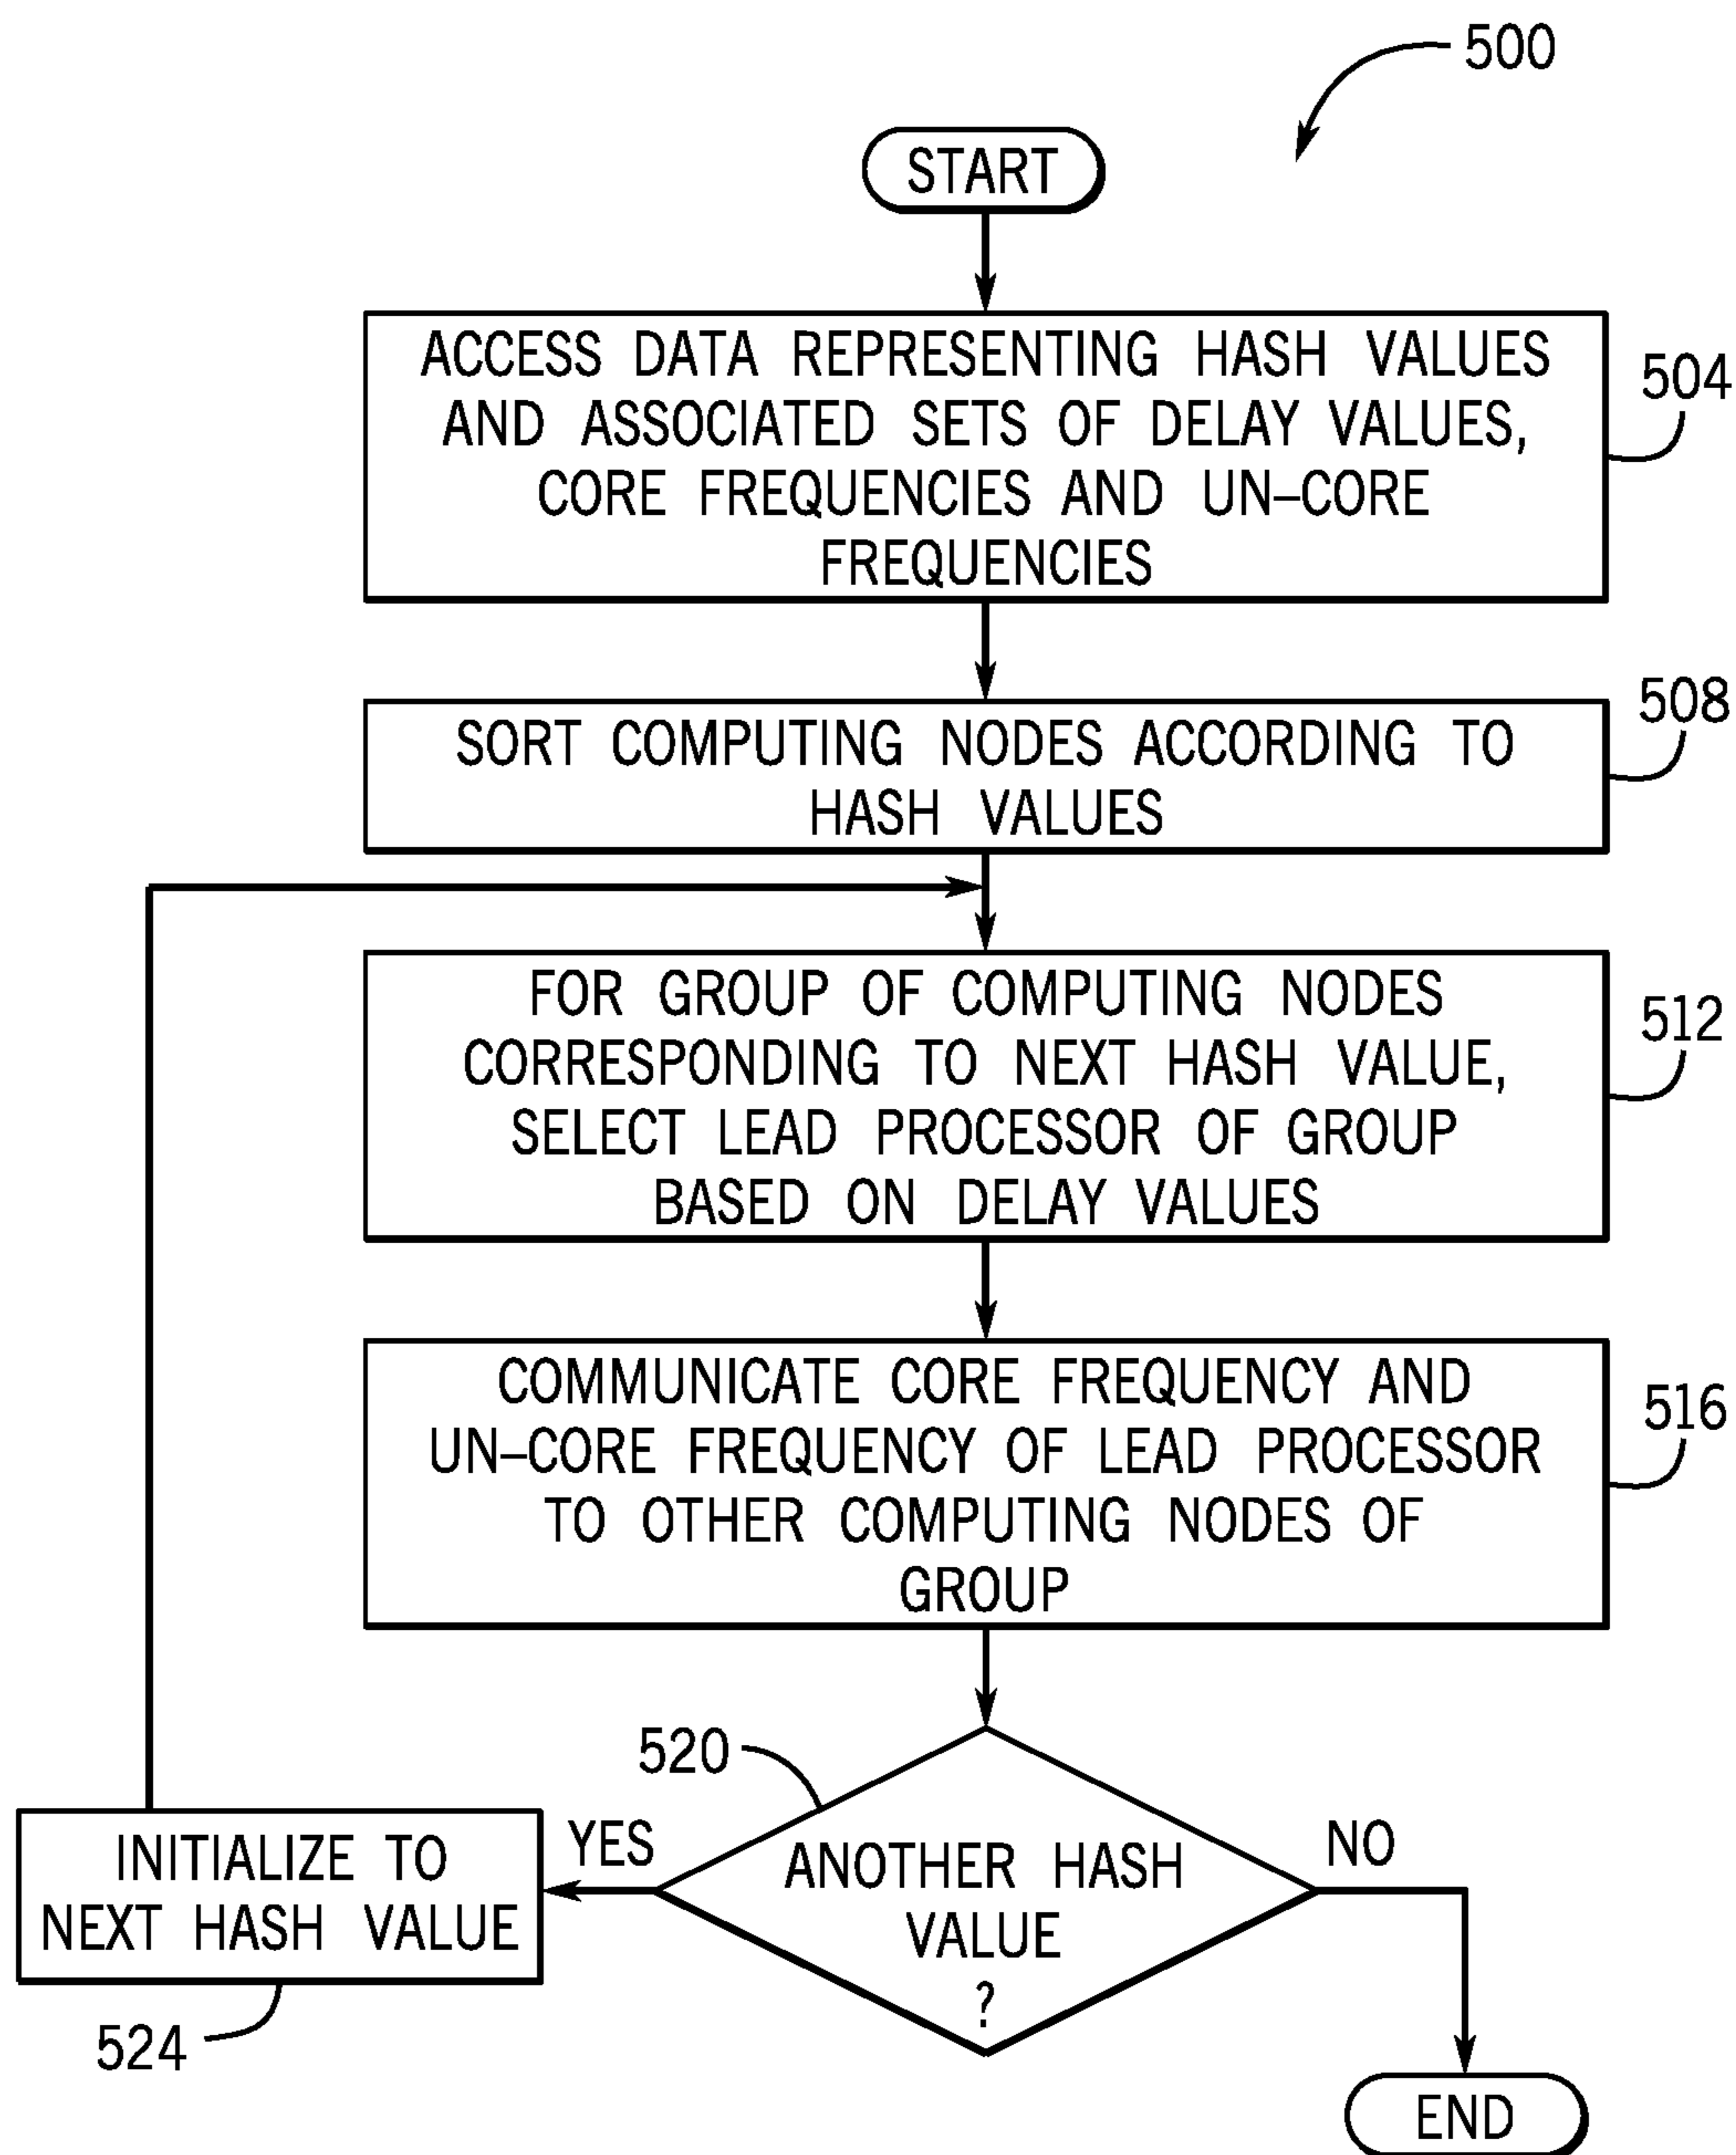 500
START
ACCESS DATA REPRESENTING HASH VALUES
AND ASSOCIATED SETS OF DELAY VALUES,
CORE FREQUENCIES AND UN–CORE
FREQUENCIES
504
SORT COMPUTING NODES ACCORDING TO
HASH VALUES
508
FOR GROUP OF COMPUTING NODES
CORRESPONDING TO NEXT HASH VALUE,
SELECT LEAD PROCESSOR OF GROUP
BASED ON DELAY VALUES
512
COMMUNICATE CORE FREQUENCY AND
UN–CORE FREQUENCY OF LEAD PROCESSOR
TO OTHER COMPUTING NODES OF
GROUP
516
520
ANOTHER HASH
VALUE
?
YES
NO
INITIALIZE TO
NEXT HASH VALUE
524
END